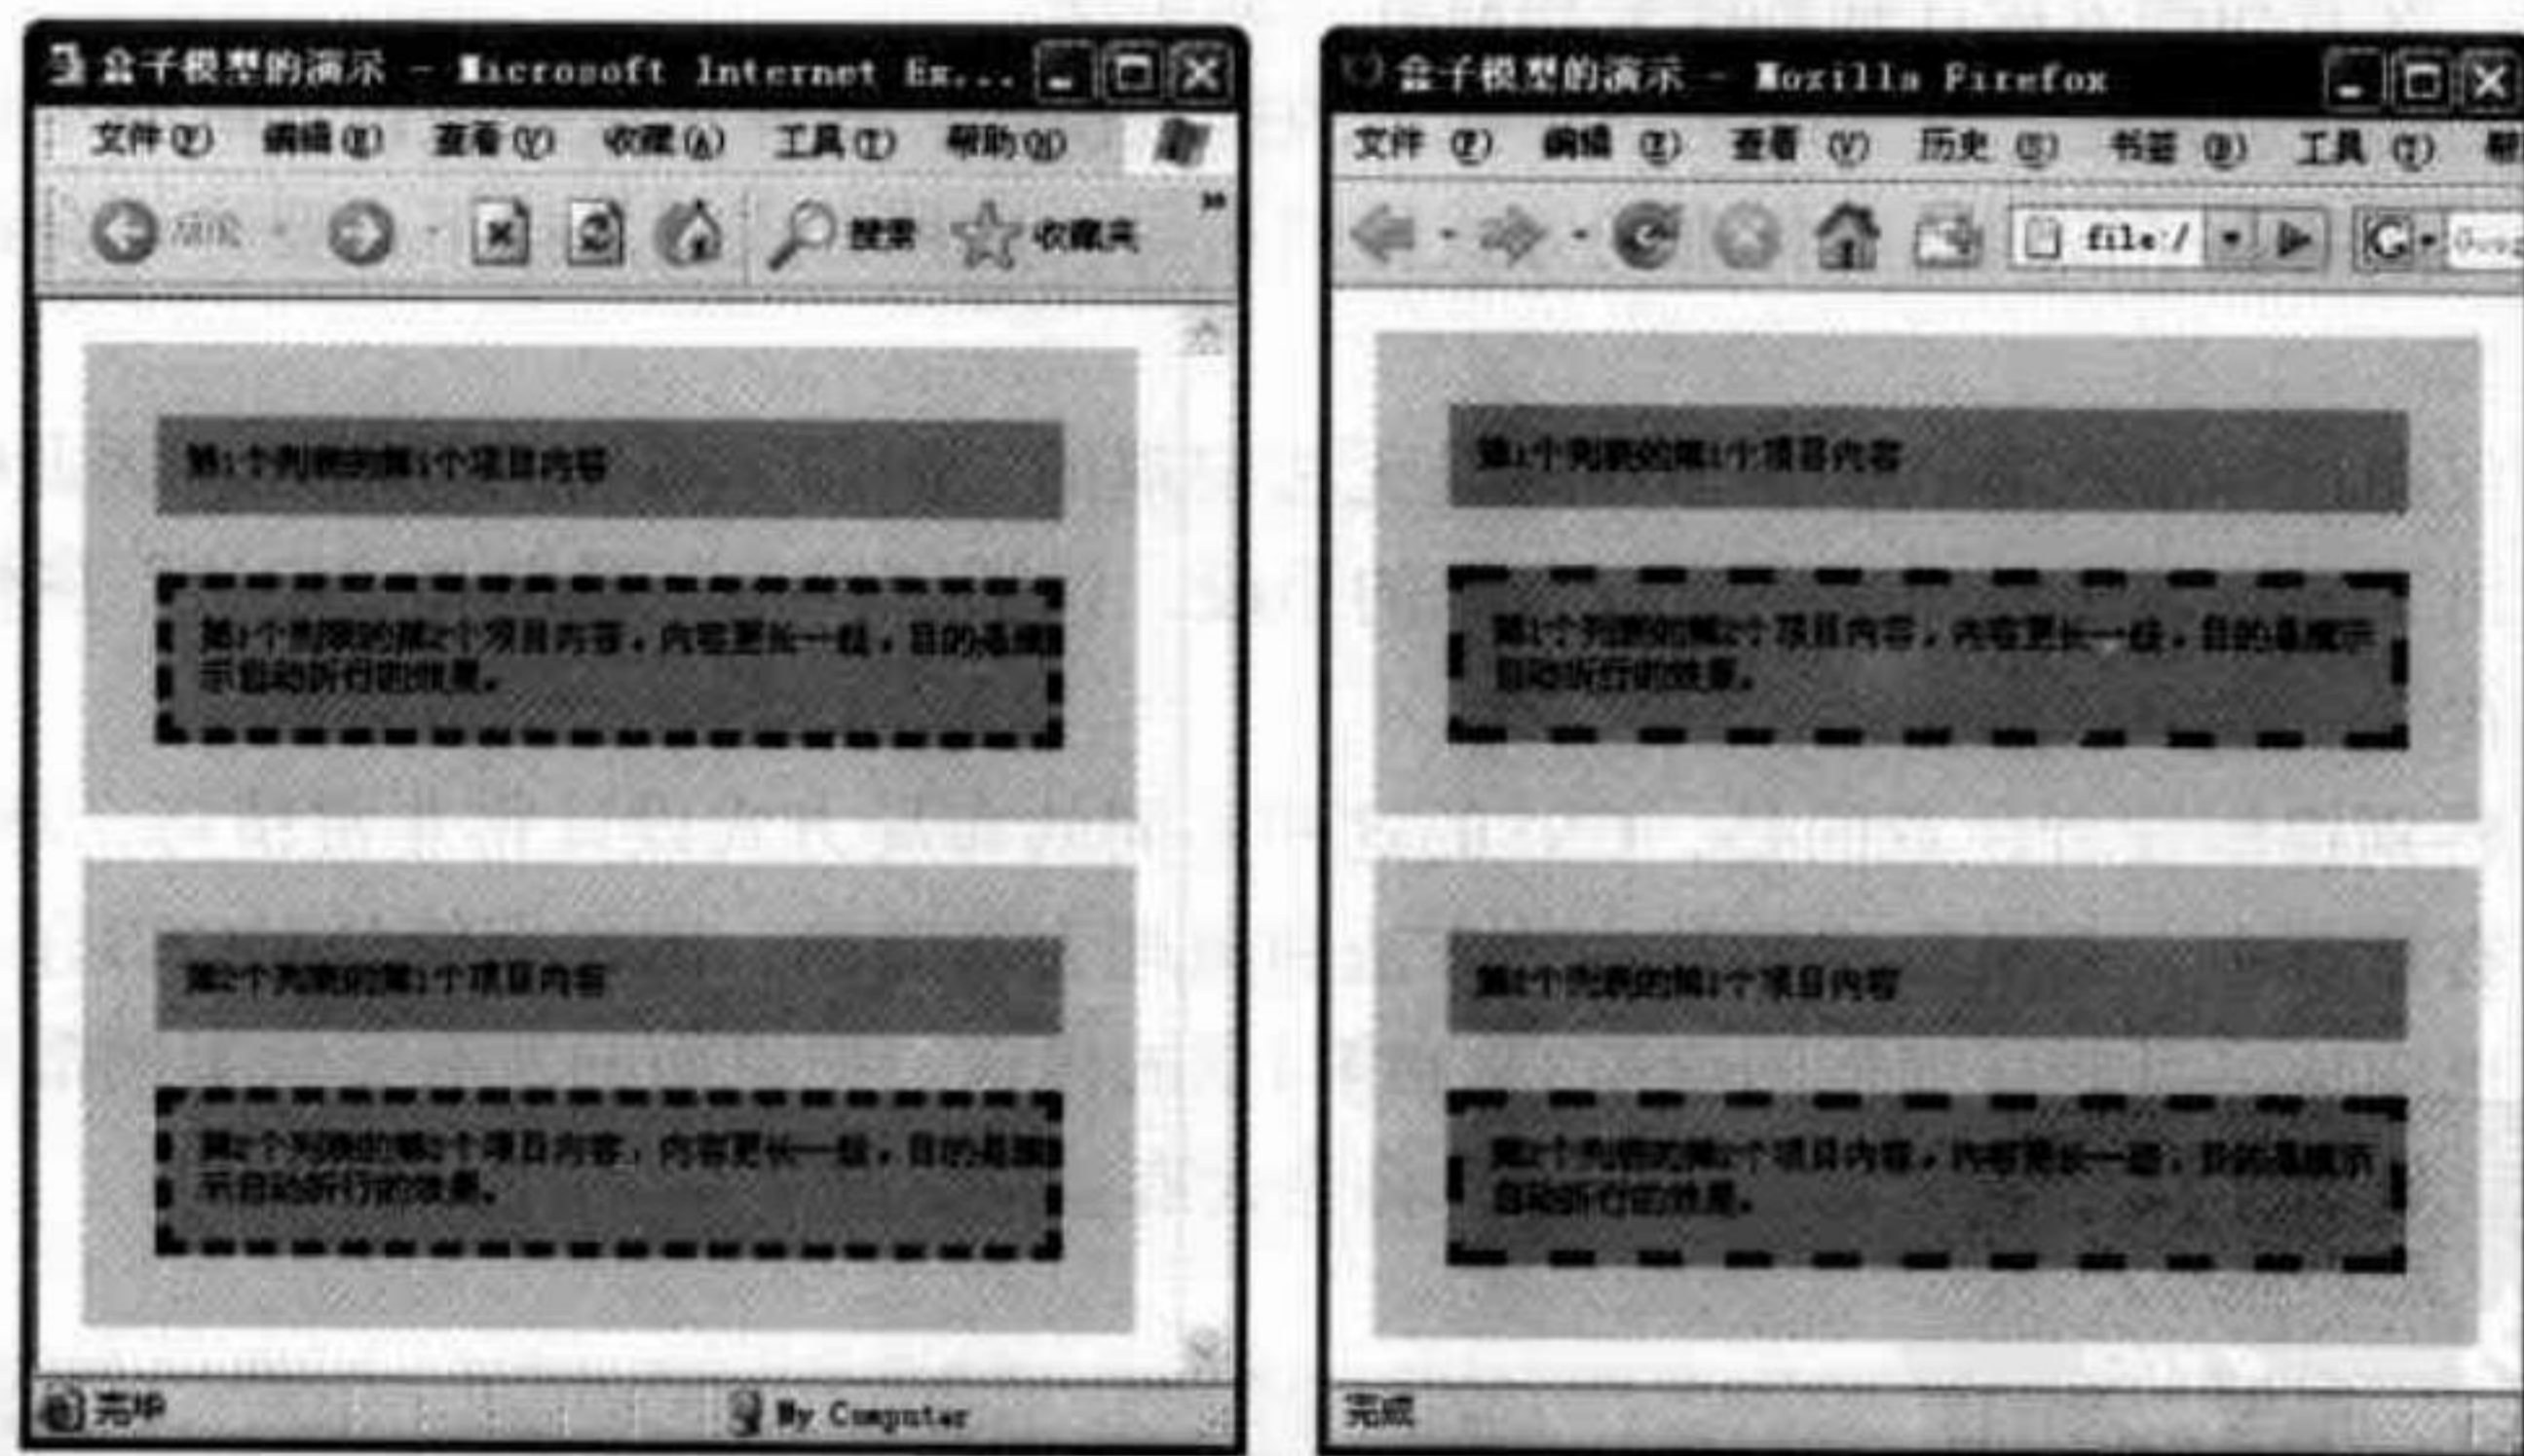 盒子模型的演示 - Microsoft Internet Ex...
文件(F) 编辑(E) 查看(V) 收藏(A) 工具(T) 帮助(H)
搜索 收藏夹
第1个列表的第1个项目内容
第1个列表的第2个项目内容，内容更长一些，目的是演
示自动折行的效果。
第2个列表的第1个项目内容
第2个列表的第2个项目内容，内容更长一些，目的是演
示自动折行的效果。
完毕 My Computer
盒子模型的演示 - Mozilla Firefox
文件 (F) 编辑 (E) 查看 (V) 历史 (S) 书签 (B) 工具 (T)
file:/ G
第1个列表的第1个项目内容
第1个列表的第2个项目内容，内容更长一些，目的是演示
自动折行的效果。
第2个列表的第1个项目内容
第2个列表的第2个项目内容，内容更长一些，目的是演示
自动折行的效果。
完成